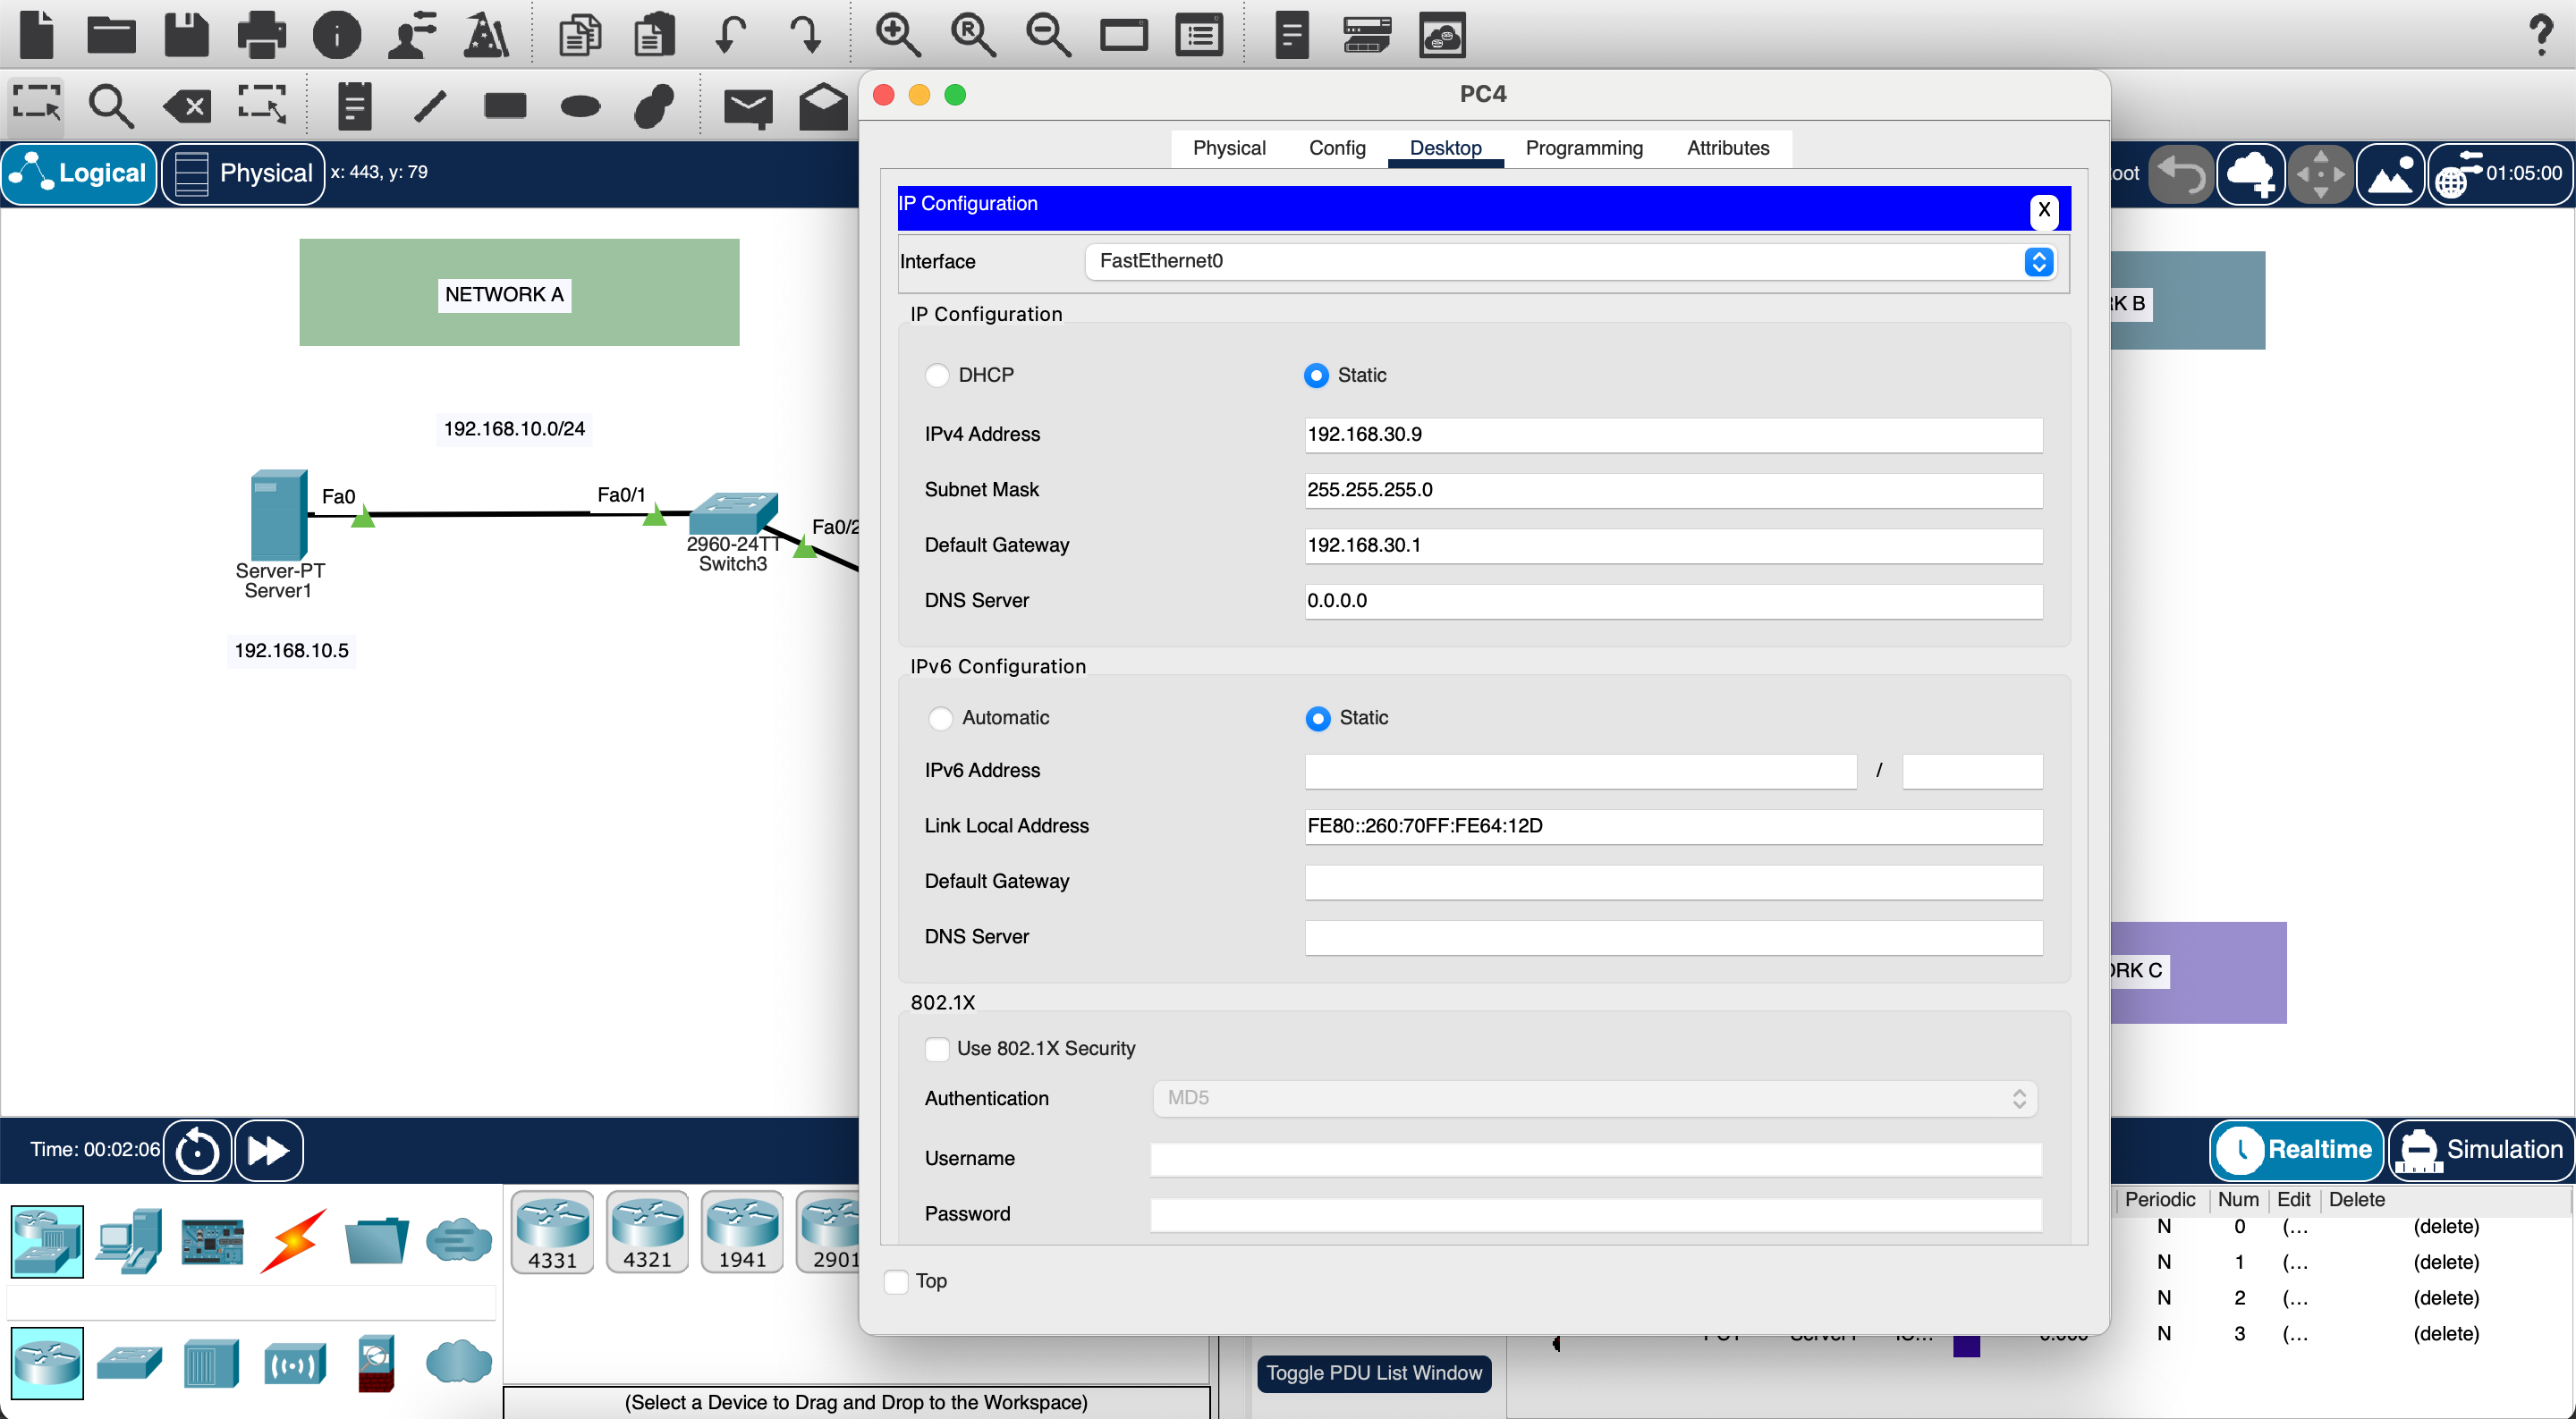 PC4
Physical
Config
Desktop
Programming
Attributes
Logical
Physical
x: 443, y: 79
oot
01:05:00
IP Configuration
X
Interface
FastEthernet0
NETWORK A
RK B
IP Configuration
DHCP
Static
192.168.10.0/24
IPv4 Address
192.168.30.9
Subnet Mask
255.255.255.0
Default Gateway
192.168.30.1
DNS Server
0.0.0.0
Fa0
Fa0/1
Fa0/2
2960-24TT
Switch3
Server-PT
Server1
192.168.10.5
IPv6 Configuration
Automatic
Static
IPv6 Address
/
Link Local Address
FE80::260:70FF:FE64:12D
Default Gateway
DNS Server
ORK C
802.1X
Use 802.1X Security
Authentication
MD5
Username
Password
Top
Time: 00:02:06
Realtime
Simulation
4331
4321
1941
2901
Periodic
Num
Edit
Delete
N 0 (... (delete)
N 1 (... (delete)
N 2 (... (delete)
N 3 (... (delete)
Toggle PDU List Window
(Select a Device to Drag and Drop to the Workspace)